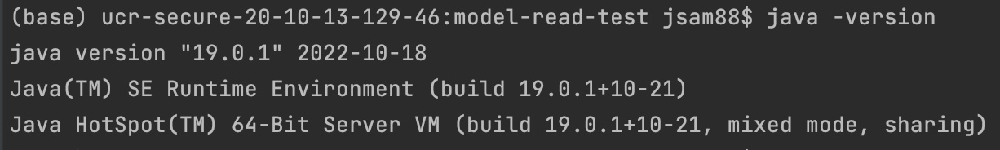 (base) ucr-secure-20-10-13-129-46:model-read-test jsam88$ java -version
java version "19.0.1" 2022-10-18
Java(TM) SE Runtime Environment (build 19.0.1+10-21)
Java HotSpot(TM) 64-Bit Server VM (build 19.0.1+10-21, mixed mode, sharing)